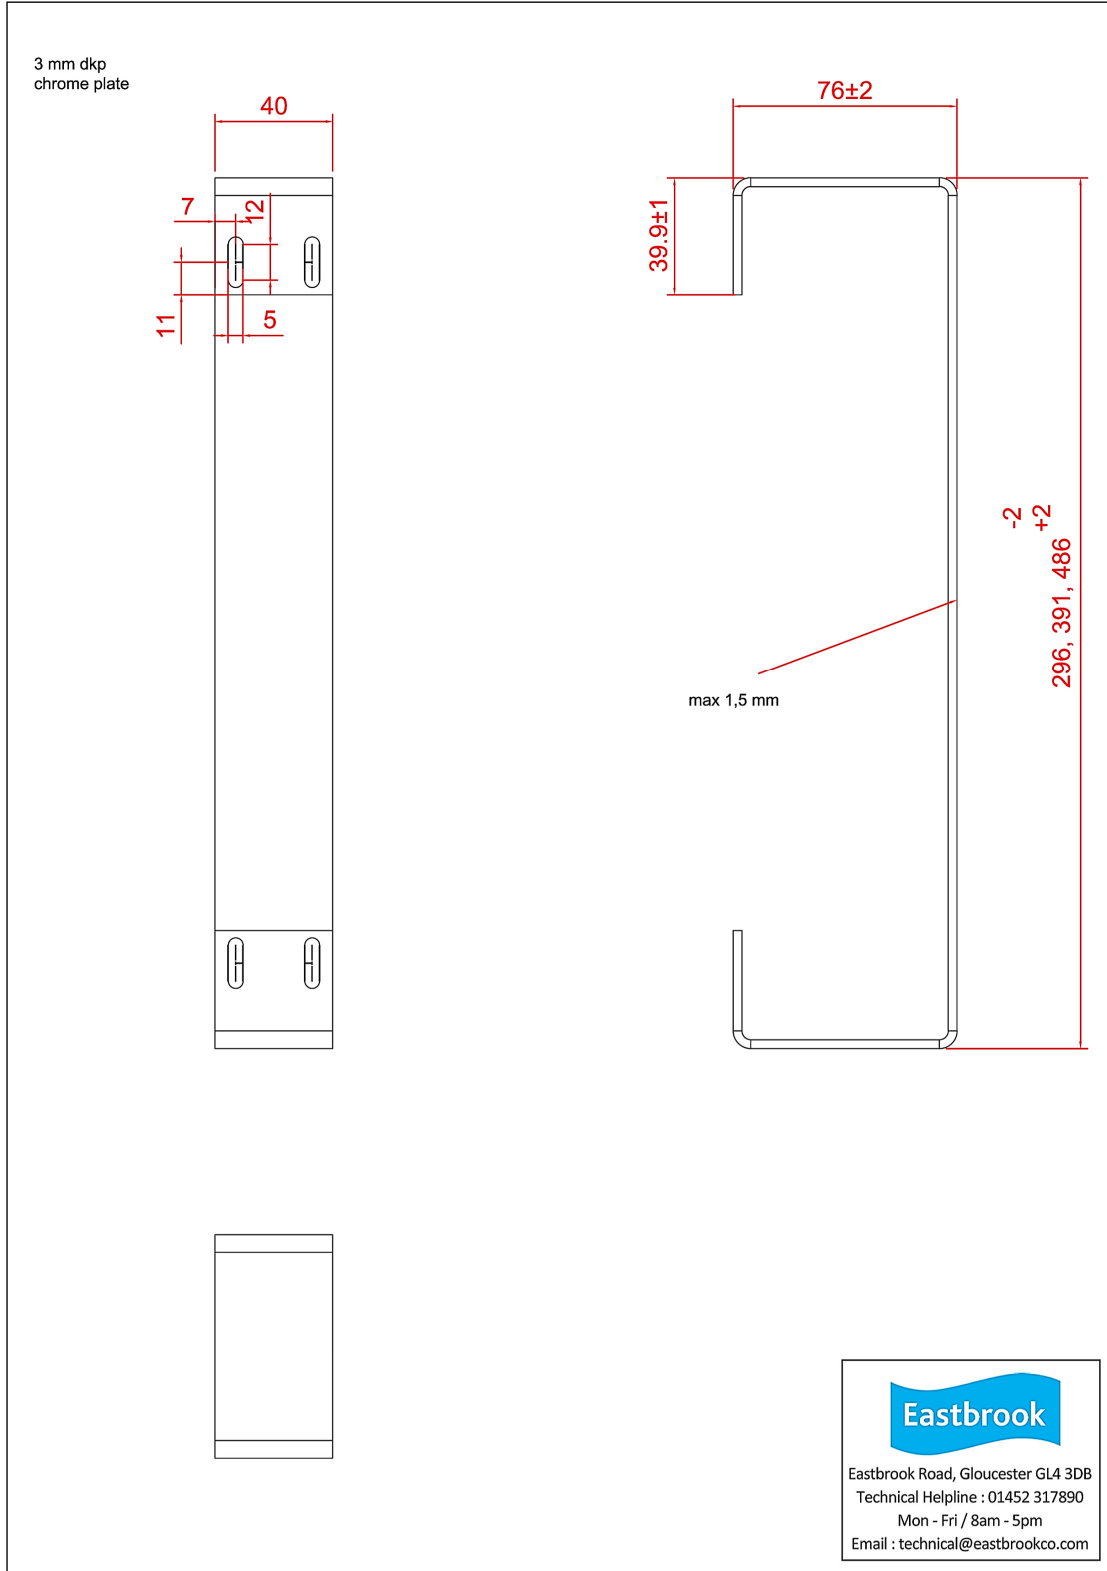 3 mm dkp
chrome plate
40
76±2
7
12
39.9±1
11
5
-2
+2
296, 391, 486
max 1,5 mm
Eastbrook
Eastbrook Road, Gloucester GL4 3DB
Technical Helpline : 01452 317890
Mon - Fri / 8am - 5pm
Email : technical@eastbrookco.com